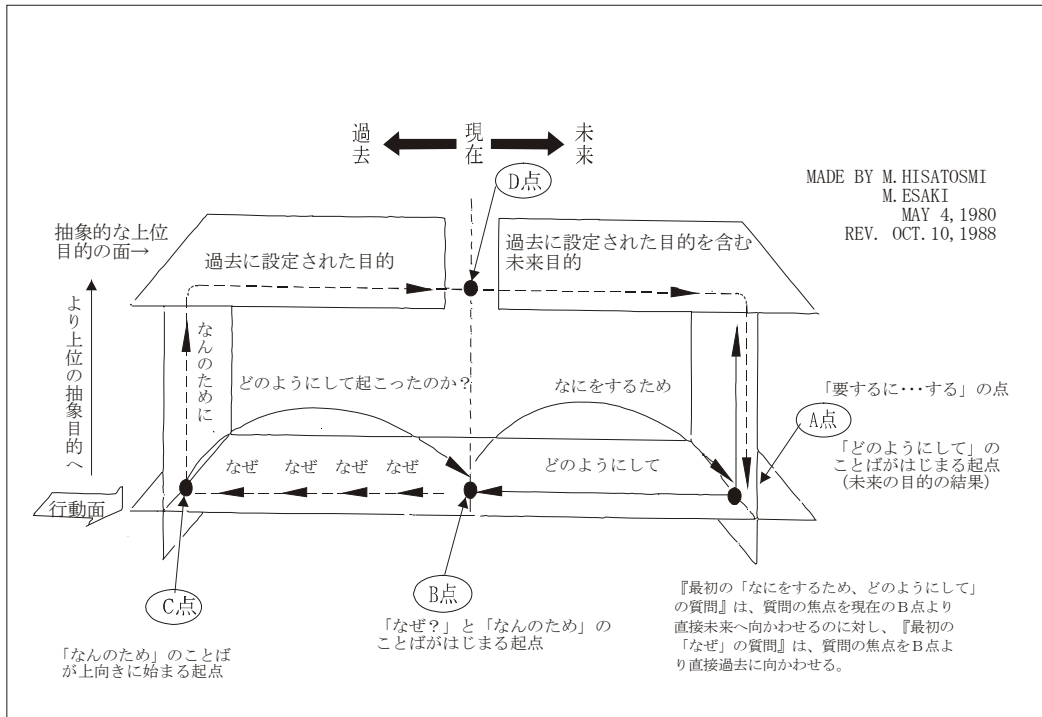 過去
現在
未来
D点
MADE BY M.HISATOSMI
M.ESAKI
MAY 4,1980
REV. OCT.10,1988
抽象的な上位
目的の面→
過去に設定された目的
過去に設定された目的を含む
未来目的
より上位の抽象目的へ
なんのために
どのようにして起こったのか?
なにをするため
「要するに・・・する」の点
A点
「どのようにして」の
ことばがはじまる起点
(未来の目的の結果)
なぜ なぜ なぜ なぜ
どのようにして
行動面
C点
B点
「なぜ?」と「なんのため」の
ことばがはじまる起点
「なんのため」のことば
が上向きに始まる起点
『最初の「なにをするため、どのようにして」
の質問』は、質問の焦点を現在のB点より
直接未来へ向かわせるのに対し、『最初の
「なぜ」の質問』は、質問の焦点をB点よ
り直接過去に向かわせる。